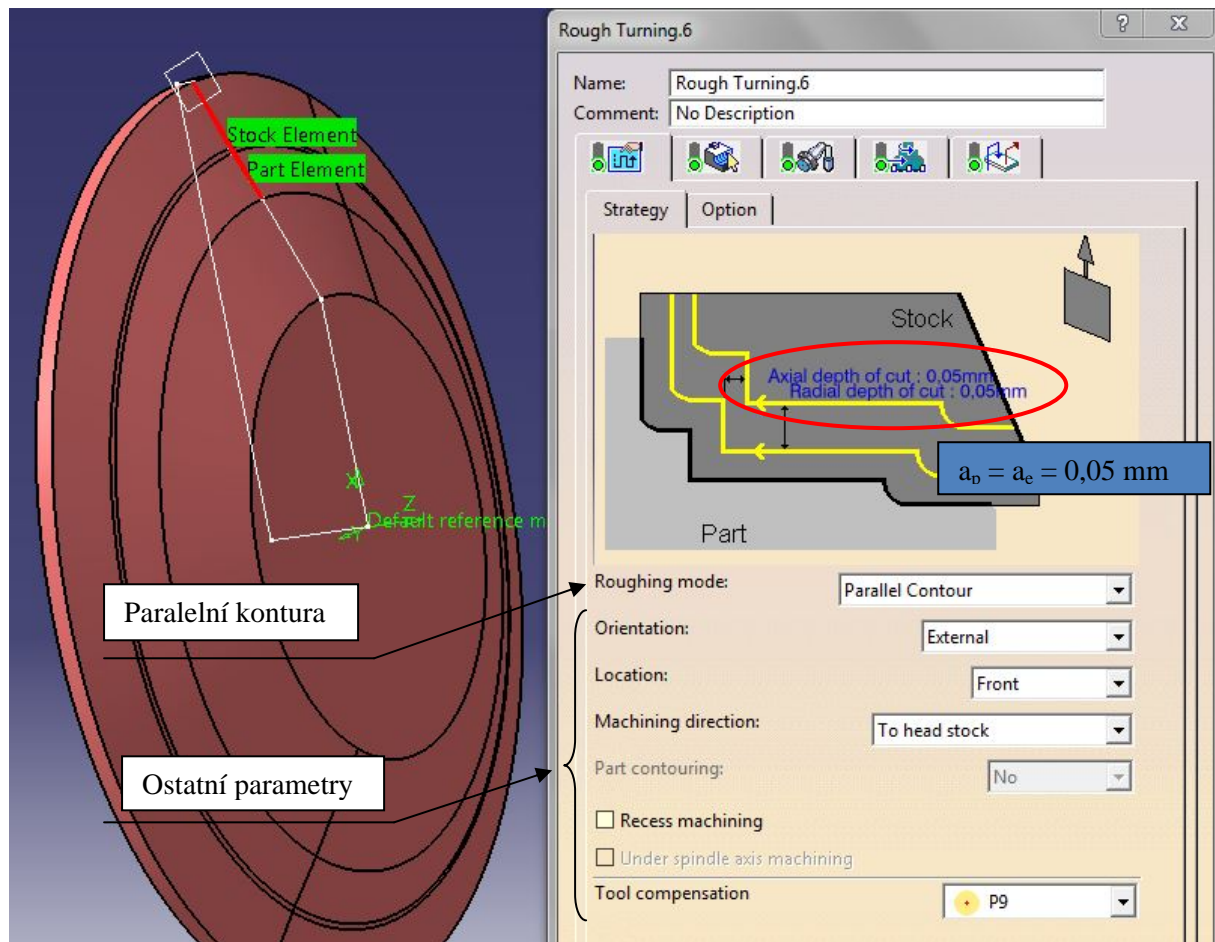 Rough Turning.6
Name: Rough Turning.6
Comment: No Description
Strategy Option
Stock Element
Part Element
Stock
Axial depth of cut : 0,05mm
Radial depth of cut : 0,05mm
aₚ = aₑ = 0,05 mm
Part
X
Z
Y
Default reference m
Paralelní kontura
Ostatní parametry
Roughing mode: Parallel Contour
Orientation: External
Location: Front
Machining direction: To head stock
Part contouring: No
Recess machining
Under spindle axis machining
Tool compensation P9